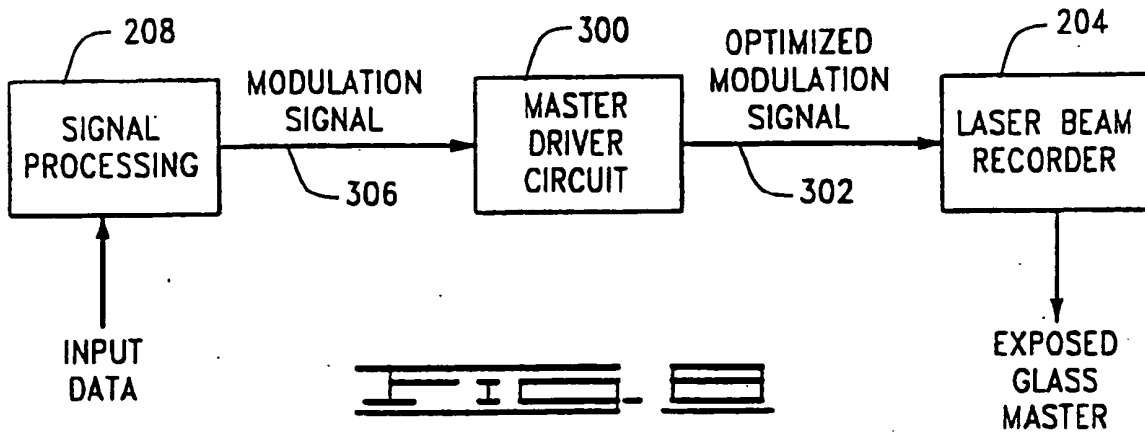 208
SIGNAL
PROCESSING
INPUT
DATA
MODULATION
SIGNAL
306
300
MASTER
DRIVER
CIRCUIT
OPTIMIZED
MODULATION
SIGNAL
302
204
LASER BEAM
RECORDER
EXPOSED
GLASS
MASTER